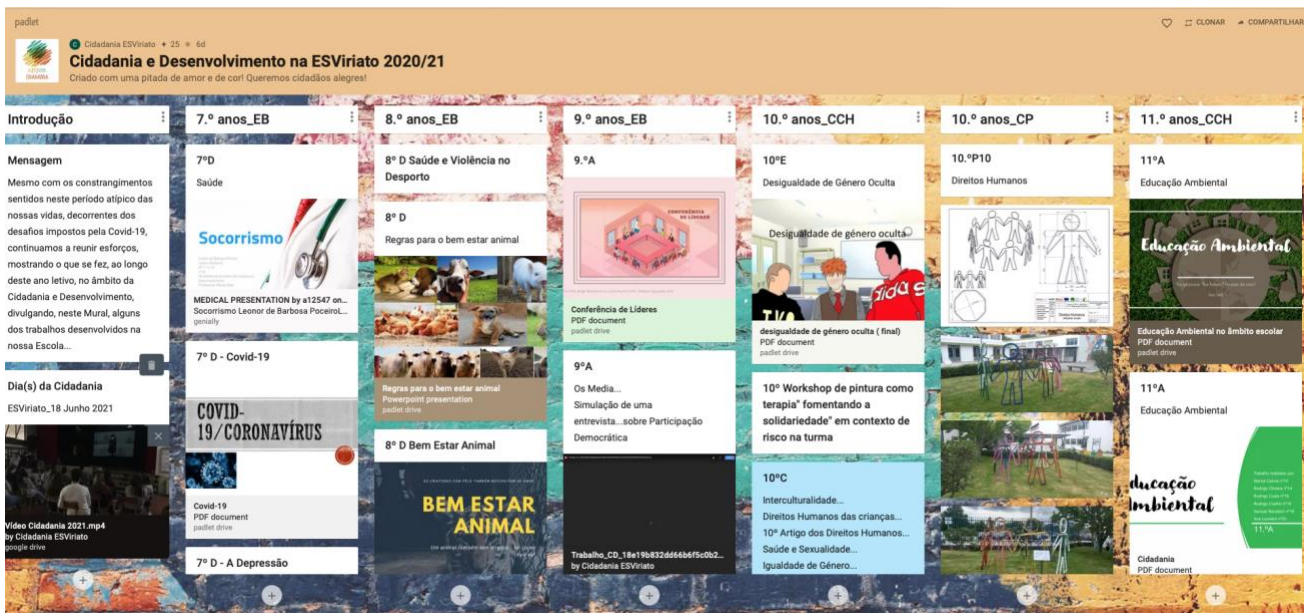 padlet
CLONAR
COMPARTILHAR
Cidadania ESViriato + 25 6d
Cidadania e Desenvolvimento na ESViriato 2020/21
Criado com uma pitada de amor e de cor! Queremos cidadãos alegres!
Introdução
Mensagem
Mesmo com os constrangimentos
sentidos neste período atípico das
nossas vidas, decorrentes dos
desafios impostos pela Covid-19,
continuamos a reunir esforços,
mostrando o que se fez, ao longo
deste ano letivo, no âmbito da
Cidadania e Desenvolvimento,
divulgando, neste Mural, alguns
dos trabalhos desenvolvidos na
nossa Escola...
Dia(s) da Cidadania
ESViriato_18 Junho 2021
Vídeo Cidadania 2021.mp4
by Cidadania ESViriato
google drive
7.º anos_EB
7ºD
Saúde
Socorrismo
MEDICAL PRESENTATION by a12547 on...
Socorrismo Leonor de Barbosa PoceiroL...
genially
7º D - Covid-19
COVID-
19/CORONAVÍRUS
Covid-19
PDF document
padlet drive
7º D - A Depressão
8.º anos_EB
8º D Saúde e Violência no
Desporto
8º D
Regras para o bem estar animal
Regras para o bem estar animal
Powerpoint presentation
padlet drive
8º D Bem Estar Animal
BEM ESTAR
ANIMAL
9.º anos_EB
9.ºA
CONFERÊNCIA
DE LÍDERES
Conferência de Líderes
PDF document
padlet drive
9ºA
Os Media...
Simulação de uma
entrevista...sobre Participação
Democrática
Trabalho_CD_18e19b832dd66b6f5c0b2...
by Cidadania ESViriato
10.º anos_CCH
10ºE
Desigualdade de Género Oculta
Desigualdade de género oculta
adidas
desigualdade de género oculta ( final)
PDF document
padlet drive
10º Workshop de pintura como
terapia" fomentando a
solidariedade" em contexto de
risco na turma
10ºC
Interculturalidade...
Direitos Humanos das crianças...
10º Artigo dos Direitos Humanos...
Saúde e Sexualidade...
Igualdade de Género...
10.º anos_CP
10.ºP10
Direitos Humanos
11.º anos_CCH
11ºA
Educação Ambiental
Educação Ambiental
Educação Ambiental no âmbito escolar
PDF document
padlet drive
11ºA
Educação Ambiental
ducação
mbiental
11.ºA
Cidadania
PDF document